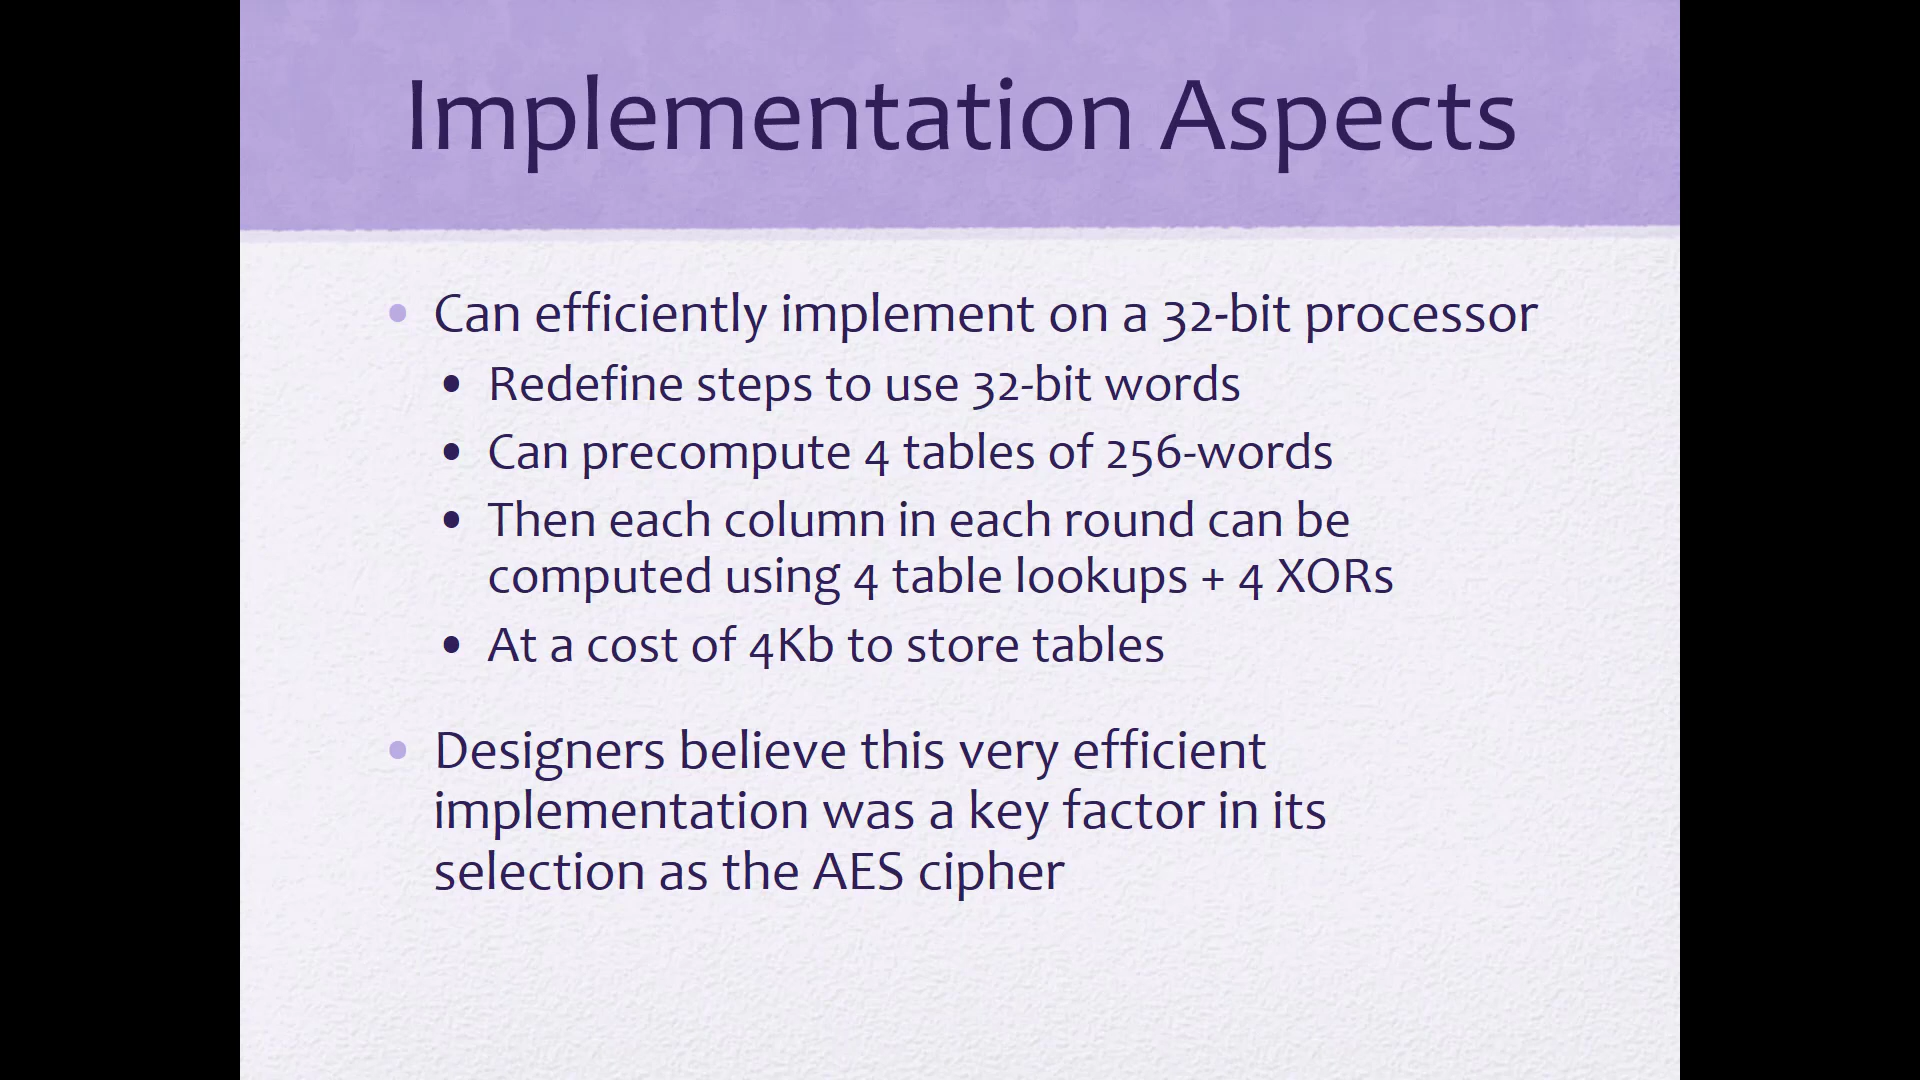 Implementation Aspects
• Can efficiently implement on a 32-bit processor
• Redefine steps to use 32-bit words
• Can precompute 4 tables of 256-words
• Then each column in each round can be
computed using 4 table lookups + 4 XORs
• At a cost of 4Kb to store tables
• Designers believe this very efficient
implementation was a key factor in its
selection as the AES cipher